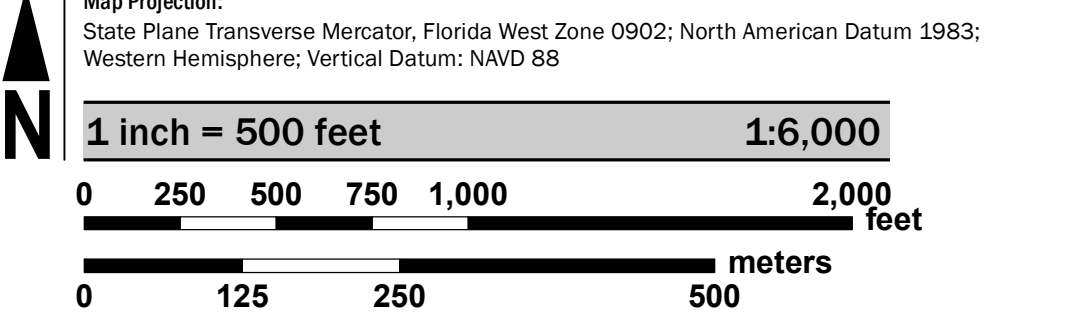 Map Projection:
State Plane Transverse Mercator, Florida West Zone 0902; North American Datum 1983;
Western Hemisphere; Vertical Datum: NAVD 88
N
1 inch = 500 feet 1:6,000
0 250 500 750 1,000 2,000
feet
meters
0 125 250 500